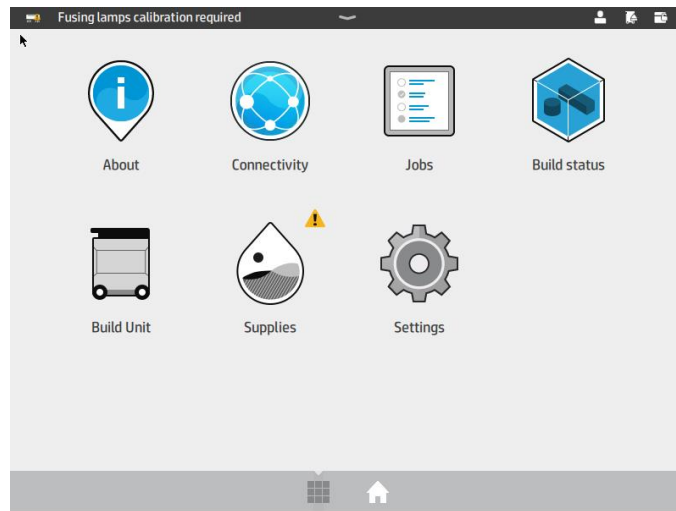 Fusing lamps calibration required
About
Connectivity
Jobs
Build status
Build Unit
Supplies
Settings